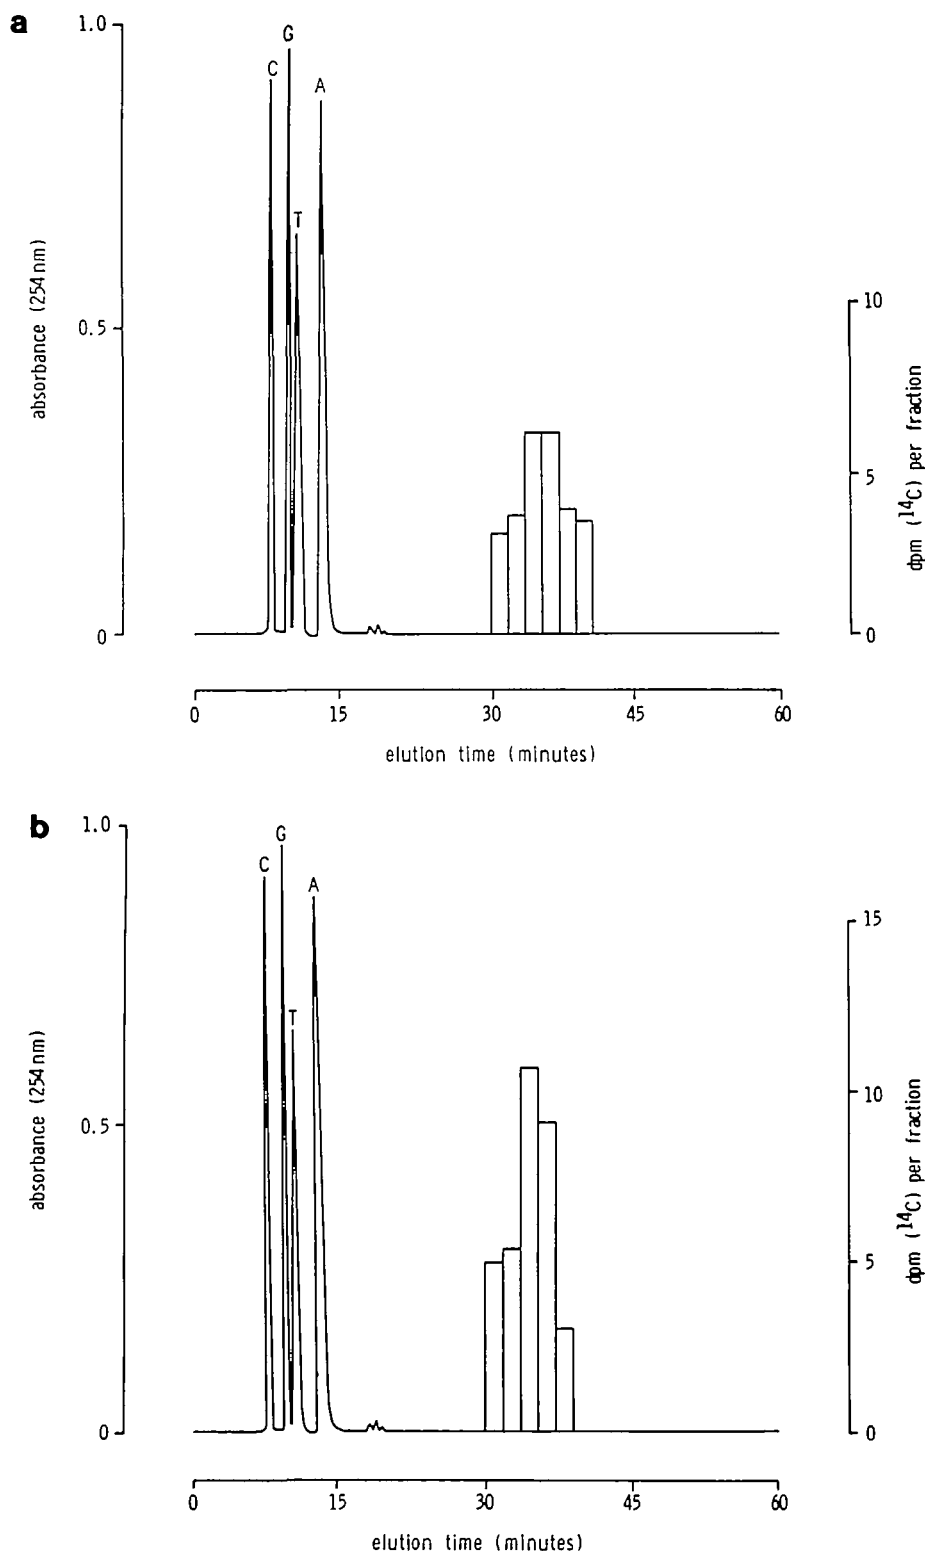 a
1.0
0.5
0
absorbance (254 nm)
C
G
T
A
10
5
0
dpm (14C) per fraction
0 15 30 45 60
elution time (minutes)
b
1.0
0.5
0
absorbance (254 nm)
C
G
T
A
15
10
5
0
dpm (14C) per fraction
0 15 30 45 60
elution time (minutes)